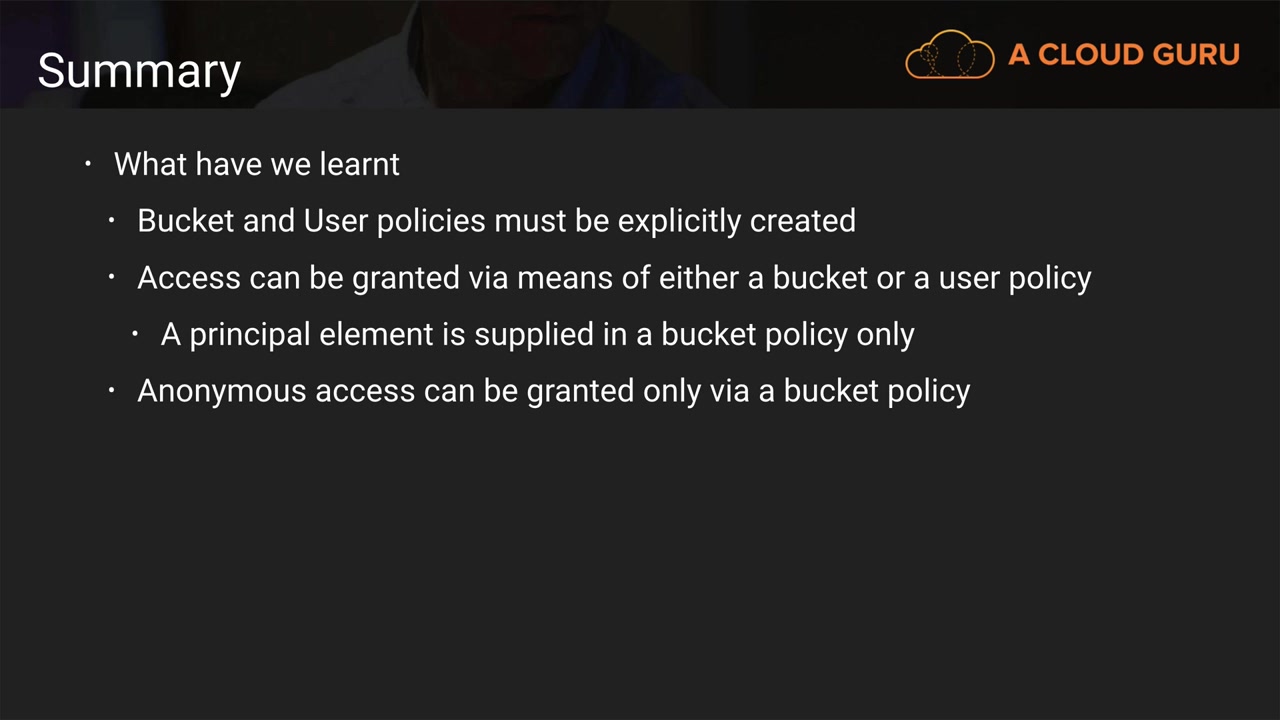 Summary
A CLOUD GURU
• What have we learnt
• Bucket and User policies must be explicitly created
• Access can be granted via means of either a bucket or a user policy
• A principal element is supplied in a bucket policy only
• Anonymous access can be granted only via a bucket policy